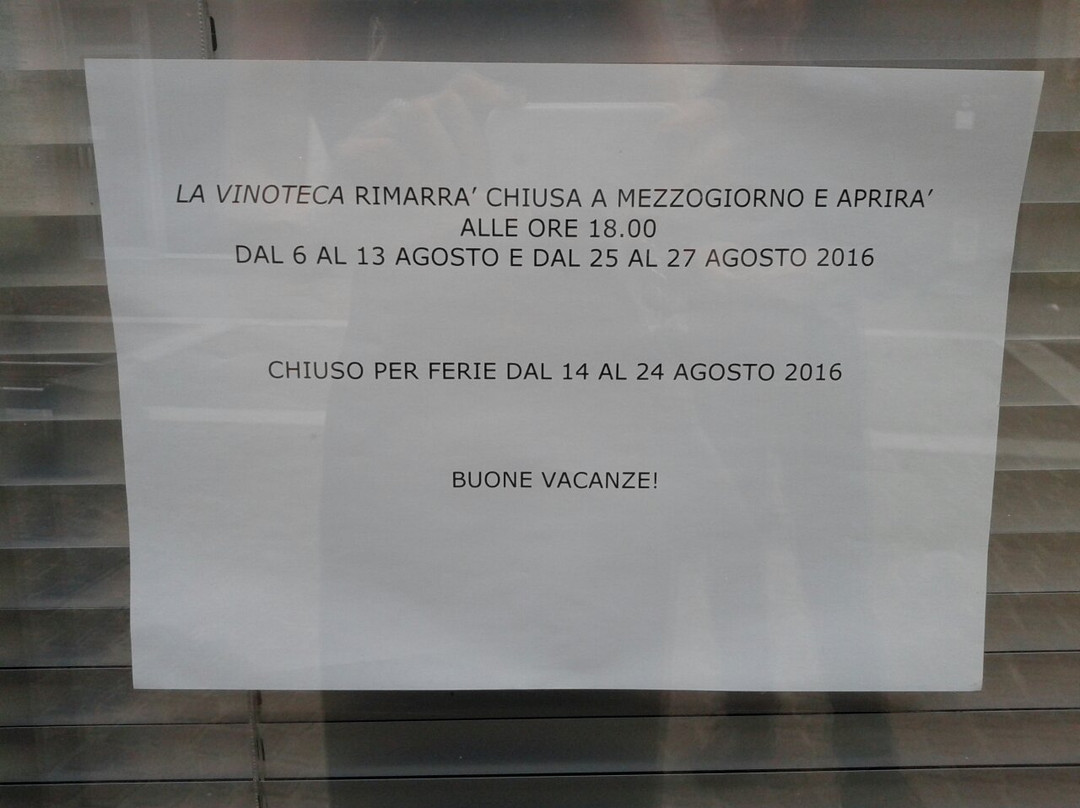 LA VINOTECA RIMARRA' CHIUSA A MEZZOGIORNO E APRIRA'
ALLE ORE 18.00
DAL 6 AL 13 AGOSTO E DAL 25 AL 27 AGOSTO 2016
CHIUSO PER FERIE DAL 14 AL 24 AGOSTO 2016
BUONE VACANZE!